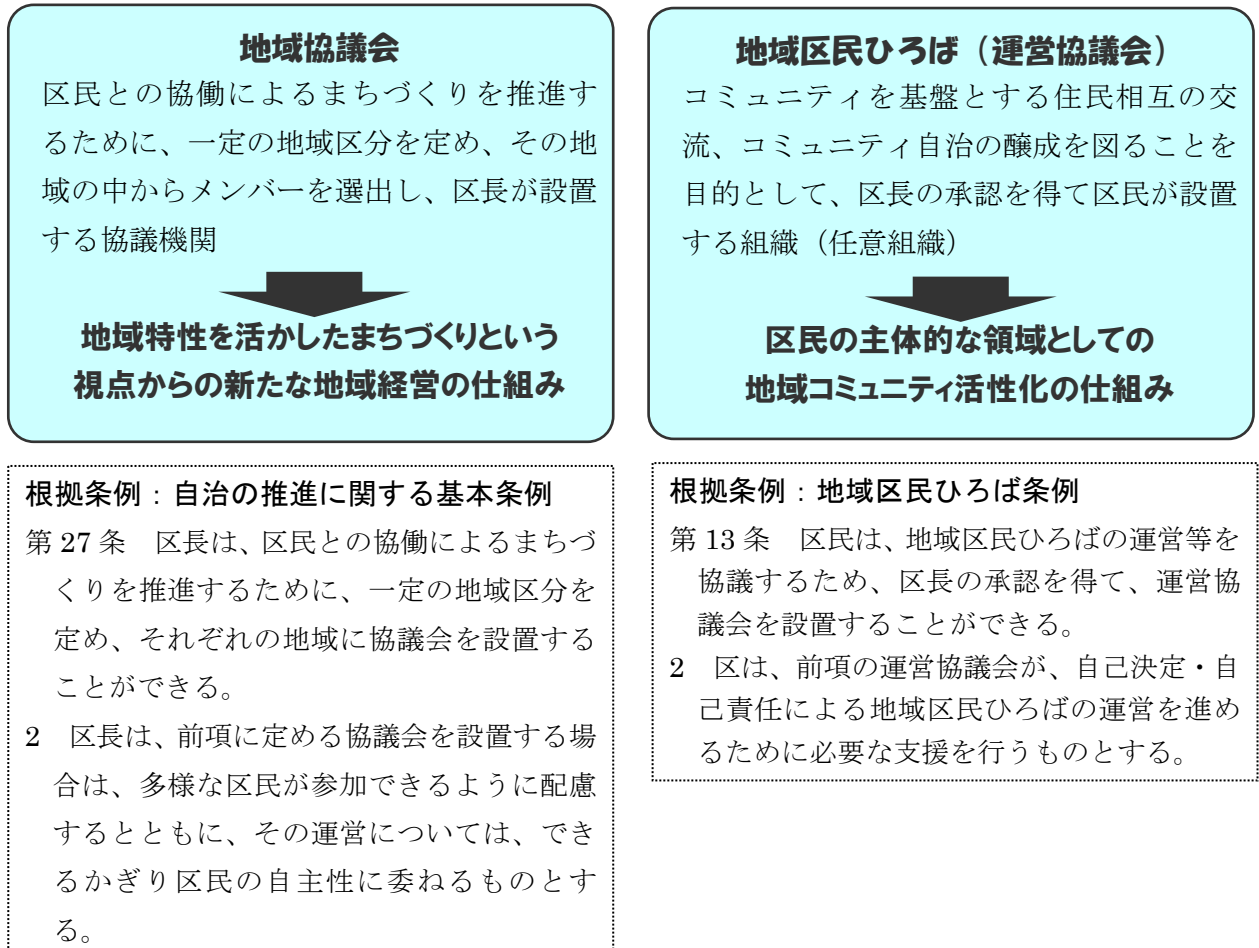 地域協議会
区民との協働によるまちづくりを推進す
るために、一定の地域区分を定め、その地
域の中からメンバーを選出し、区長が設置
する協議機関
地域特性を活かしたまちづくりという
視点からの新たな地域経営の仕組み
根拠条例：自治の推進に関する基本条例
第 27 条　区長は、区民との協働によるまちづ
くりを推進するために、一定の地域区分を
定め、それぞれの地域に協議会を設置する
ことができる。
2　区長は、前項に定める協議会を設置する場
合は、多様な区民が参加できるように配慮
するとともに、その運営については、でき
るかぎり区民の自主性に委ねるものとす
る。
地域区民ひろば（運営協議会）
コミュニティを基盤とする住民相互の交
流、コミュニティ自治の醸成を図ることを
目的として、区長の承認を得て区民が設置
する組織（任意組織）
区民の主体的な領域としての
地域コミュニティ活性化の仕組み
根拠条例：地域区民ひろば条例
第 13 条　区民は、地域区民ひろばの運営等を
協議するため、区長の承認を得て、運営協
議会を設置することができる。
2　区は、前項の運営協議会が、自己決定・自
己責任による地域区民ひろばの運営を進め
るために必要な支援を行うものとする。